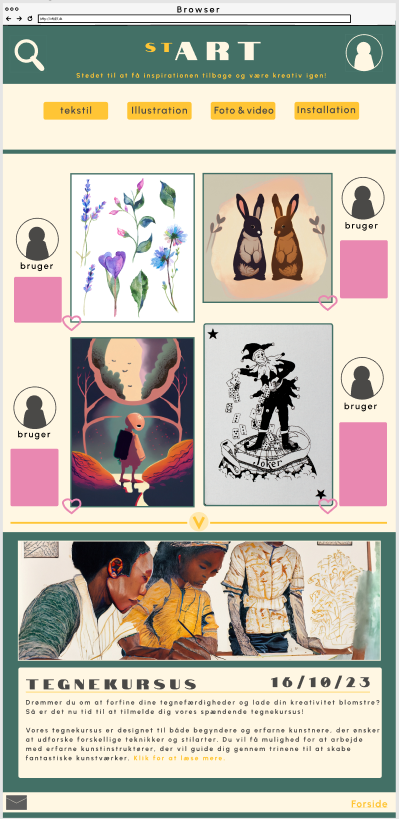 Browser
http://stART.dk
stART
Stedet til at få inspirationen tilbage og være kreativ igen!
tekstil
Illustration
Foto & video
Installation
bruger
bruger
bruger
bruger
Joker
TEGNEKURSUS
16/10/23
Drømmer du om at forfine dine tegnefærdigheder og lade din kreativitet blomstre?
Så er det nu tid til at tilmelde dig vores spændende tegnekursus!
Vores tegnekursus er designet til både begyndere og erfarne kunstnere, der ønsker
at udforske forskellige teknikker og stilarter. Du vil få mulighed for at arbejde
med erfarne kunstinstruktører, der vil guide dig gennem trinene til at skabe
fantastiske kunstværker. Klik for at læse mere.
Forside